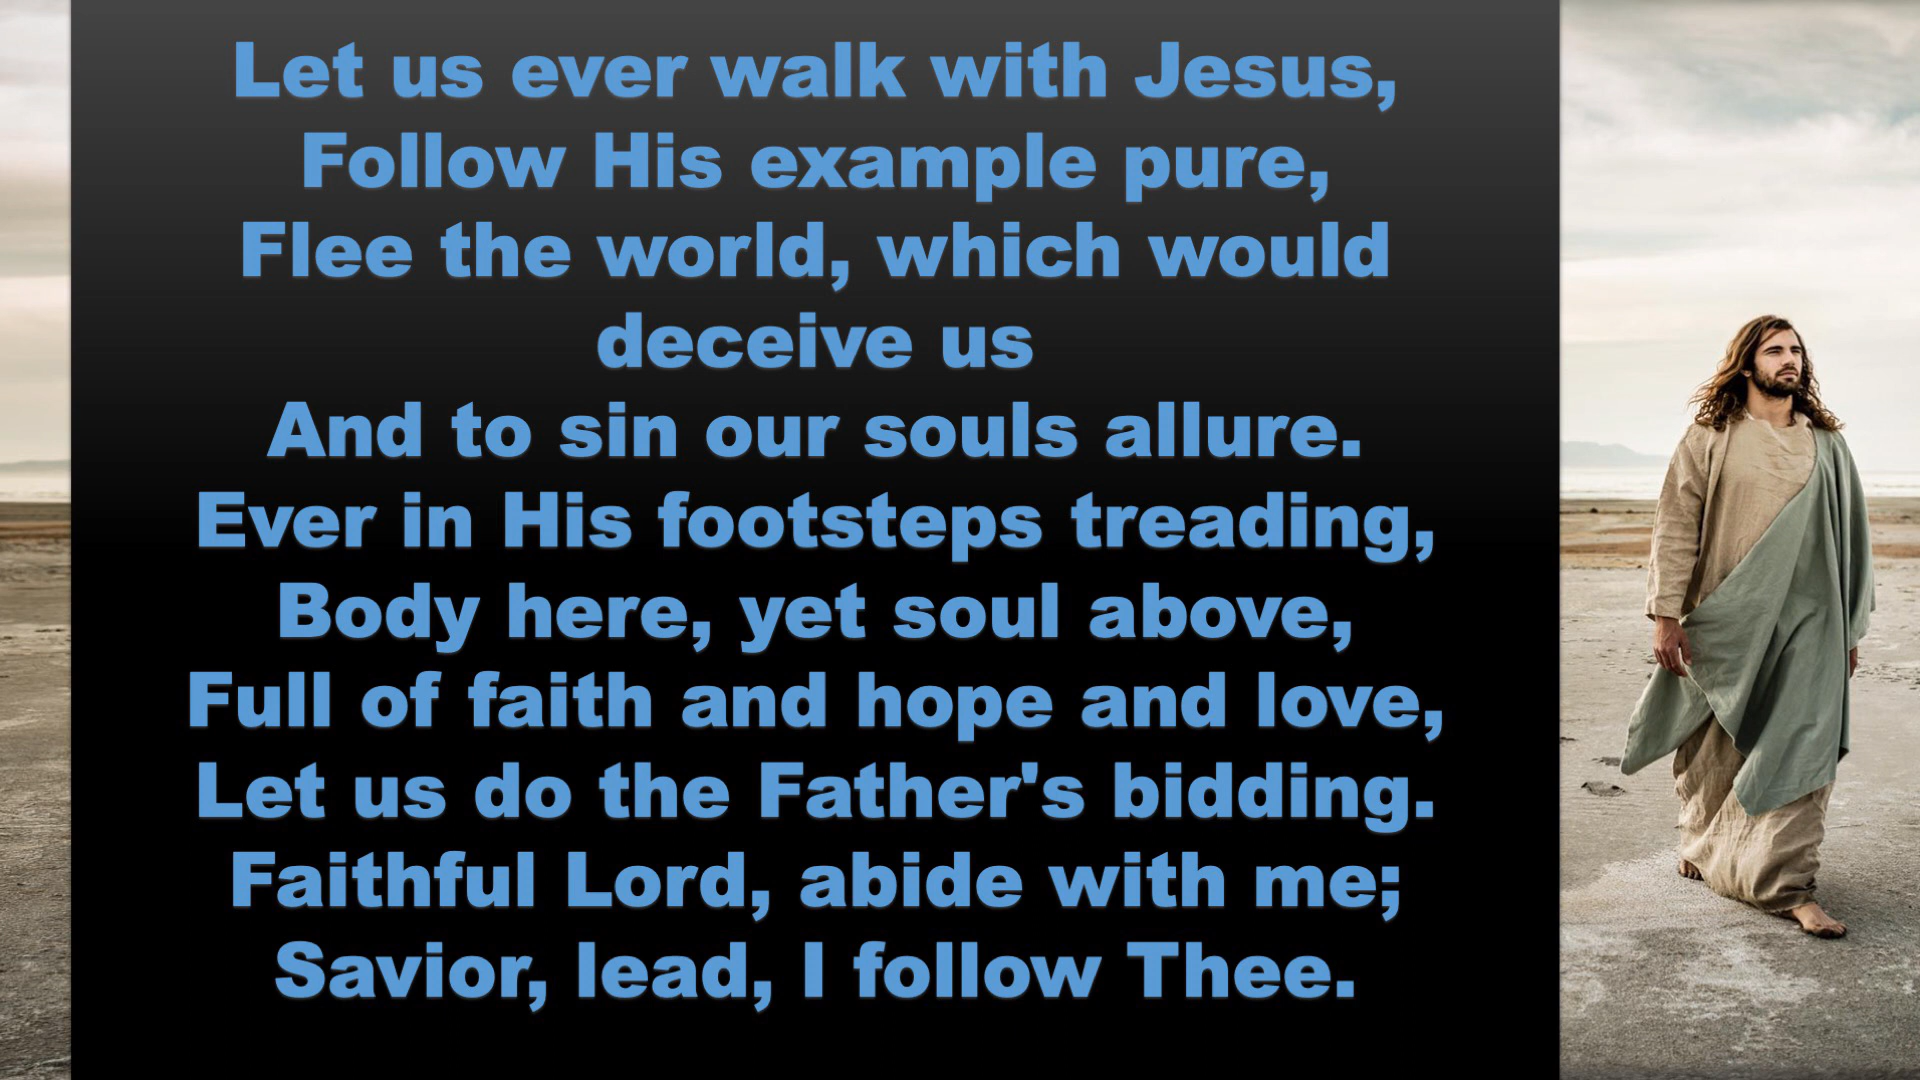 Let us ever walk with Jesus,
Follow His example pure,
Flee the world, which would
deceive us
And to sin our souls allure.
Ever in His footsteps treading,
Body here, yet soul above,
Full of faith and hope and love,
Let us do the Father's bidding.
Faithful Lord, abide with me;
Savior, lead, I follow Thee.